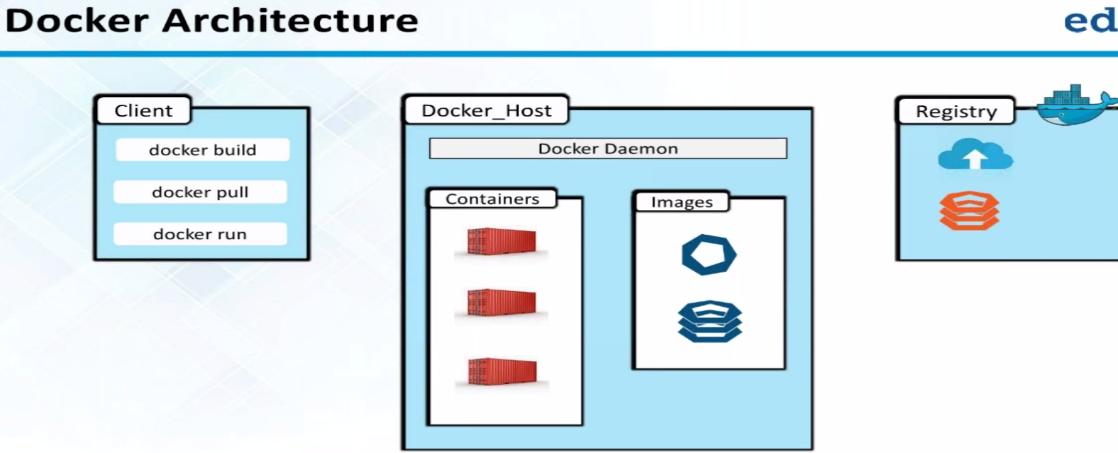 Docker Architecture
ed
Client
docker build
docker pull
docker run
Docker_Host
Docker Daemon
Containers
Images
Registry